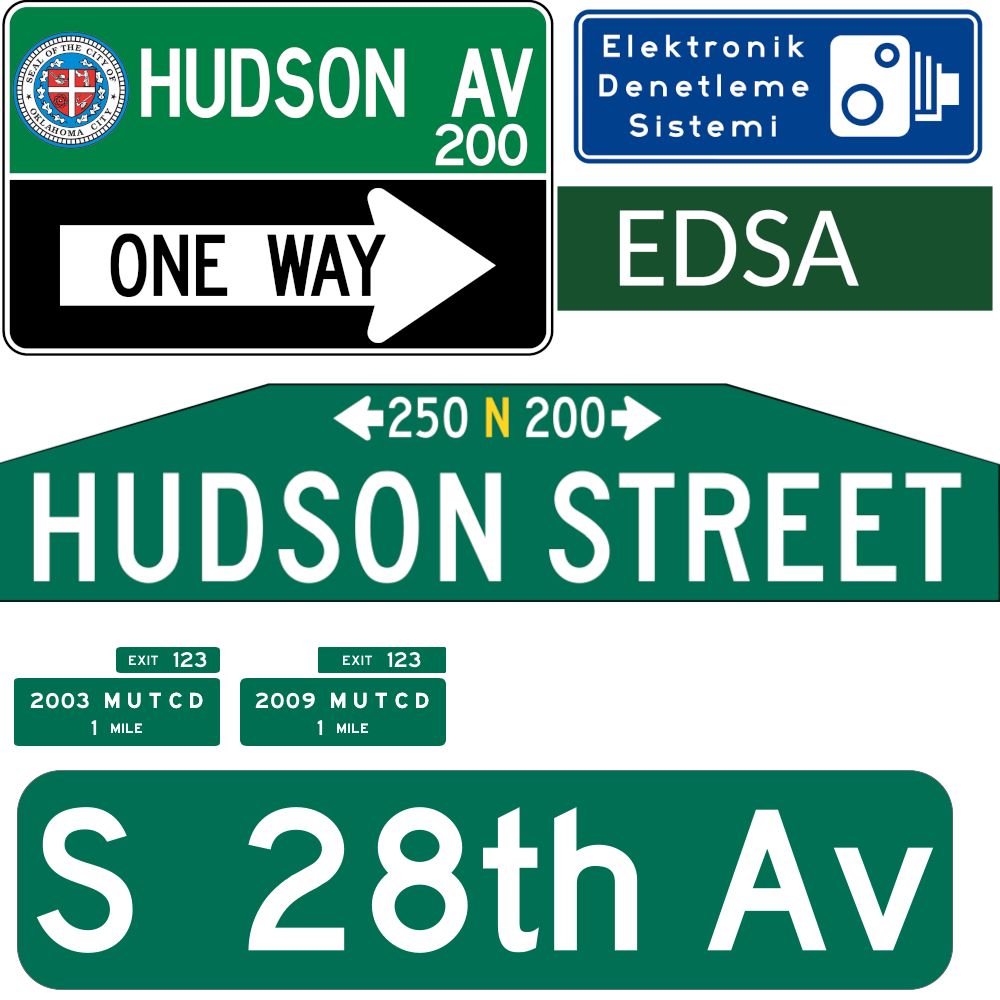 SEAL OF THE CITY OF
OKLAHOMA CITY
HUDSON AV
200
ONE WAY
Elektronik
Denetleme
Sistemi
EDSA
250 N 200
HUDSON STREET
EXIT 123
2003 MUTCD
1 MILE
EXIT 123
2009 MUTCD
1 MILE
S 28th Av